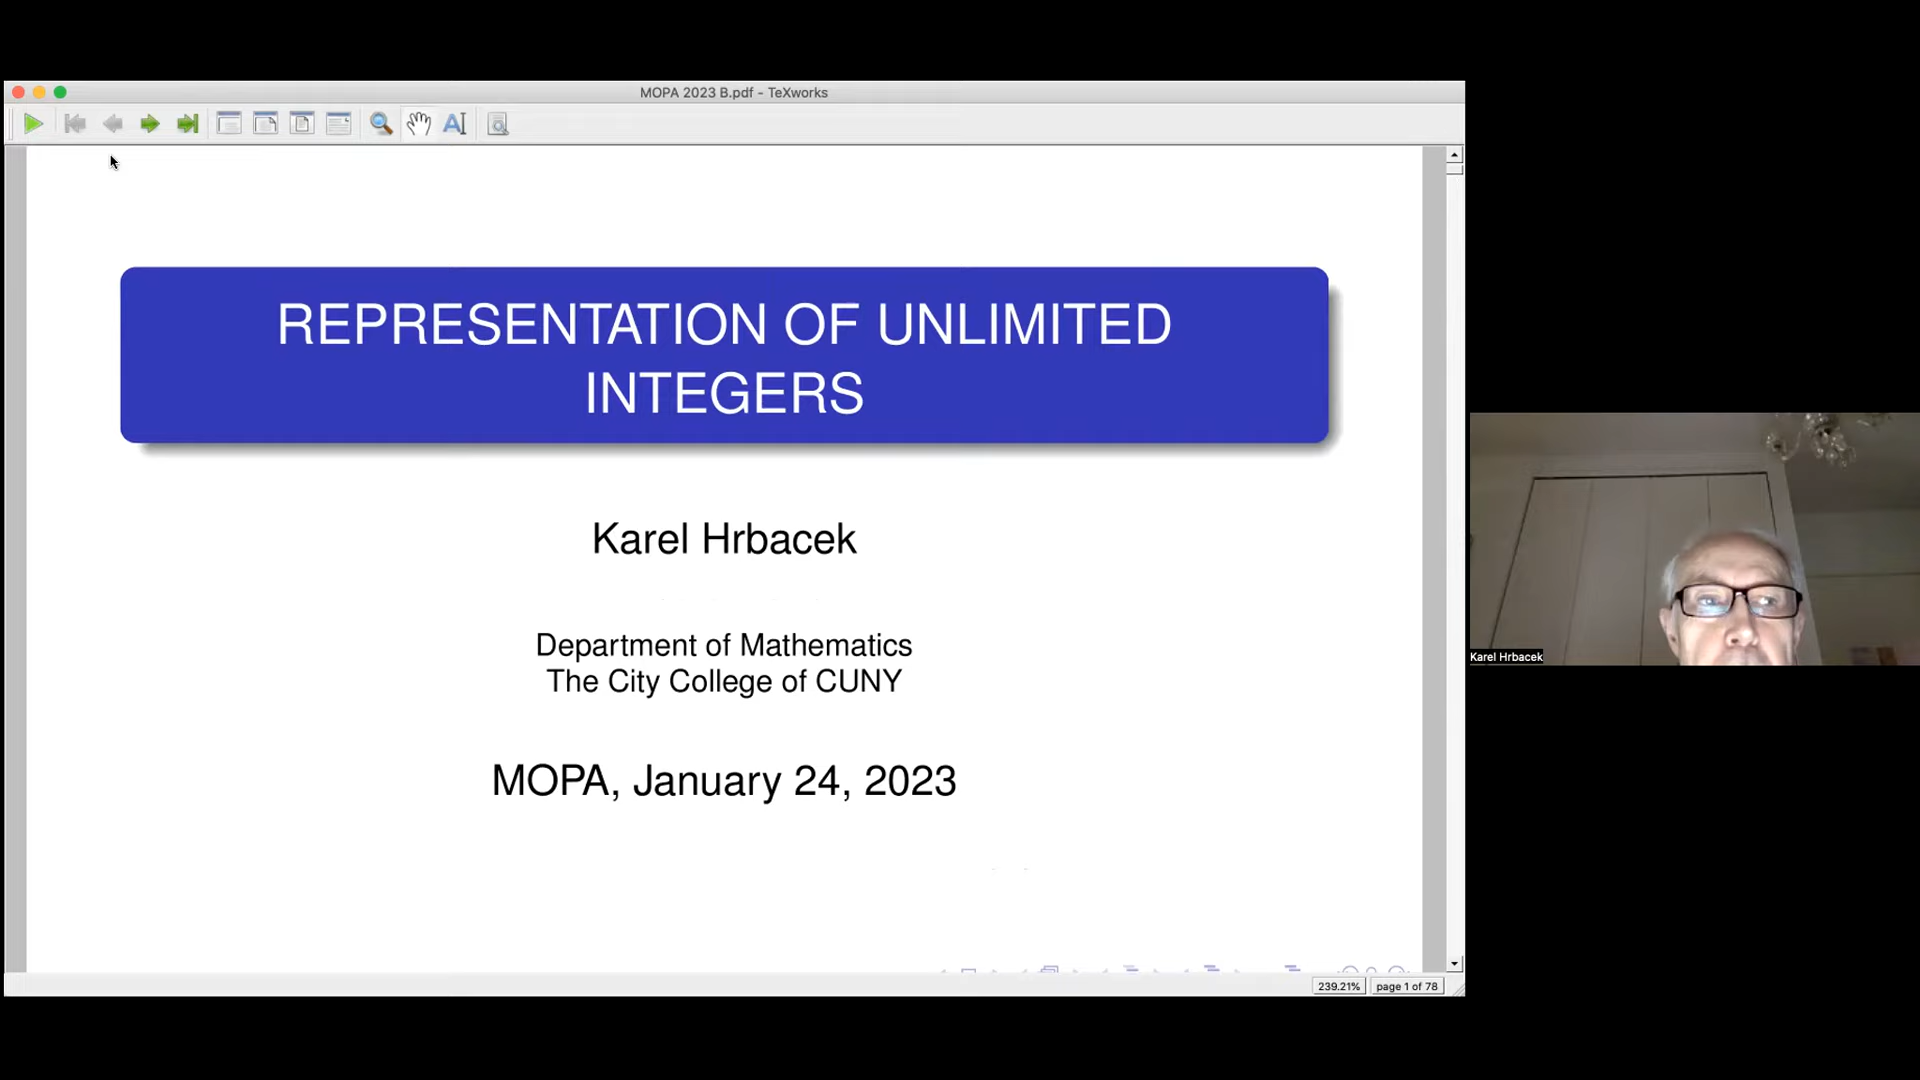 MOPA 2023 B.pdf - TeXworks
REPRESENTATION OF UNLIMITED
INTEGERS
Karel Hrbacek
Department of Mathematics
The City College of CUNY
MOPA, January 24, 2023
239.21%
page 1 of 78
Karel Hrbacek